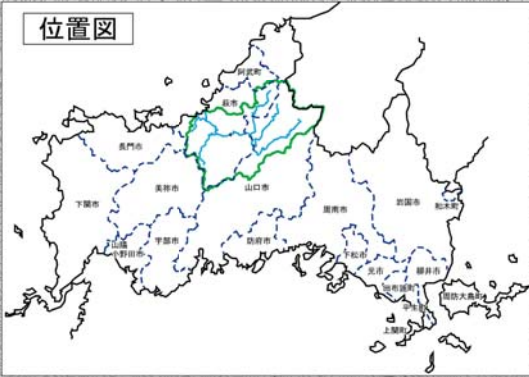 位置図
阿武町
萩市
長門市
美祢市
山口市
下関市
周南市
岩国市
和木町
山陽
小野田市
宇部市
防府市
下松市
光市
柳井市
田布施町
平生町
周防大島町
上関町